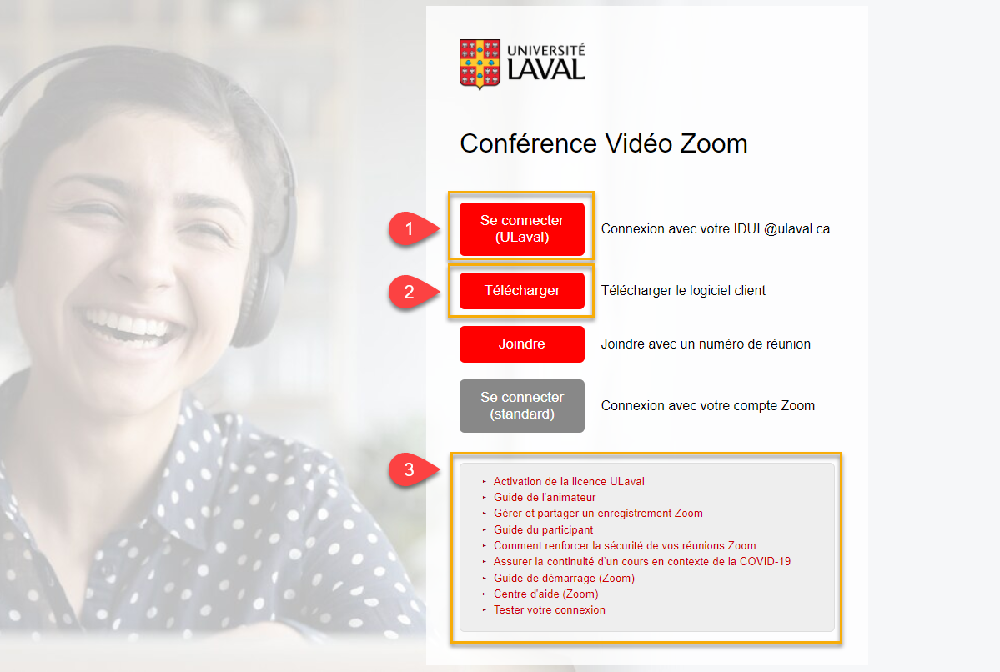 UNIVERSITÉ
LAVAL
Conférence Vidéo Zoom
1
Se connecter
(ULaval)
Connexion avec votre IDUL@ulaval.ca
2
Télécharger
Télécharger le logiciel client
Joindre
Joindre avec un numéro de réunion
Se connecter
(standard)
Connexion avec votre compte Zoom
3
Activation de la licence ULaval
Guide de l'animateur
Gérer et partager un enregistrement Zoom
Guide du participant
Comment renforcer la sécurité de vos réunions Zoom
Assurer la continuité d'un cours en contexte de la COVID-19
Guide de démarrage (Zoom)
Centre d'aide (Zoom)
Tester votre connexion